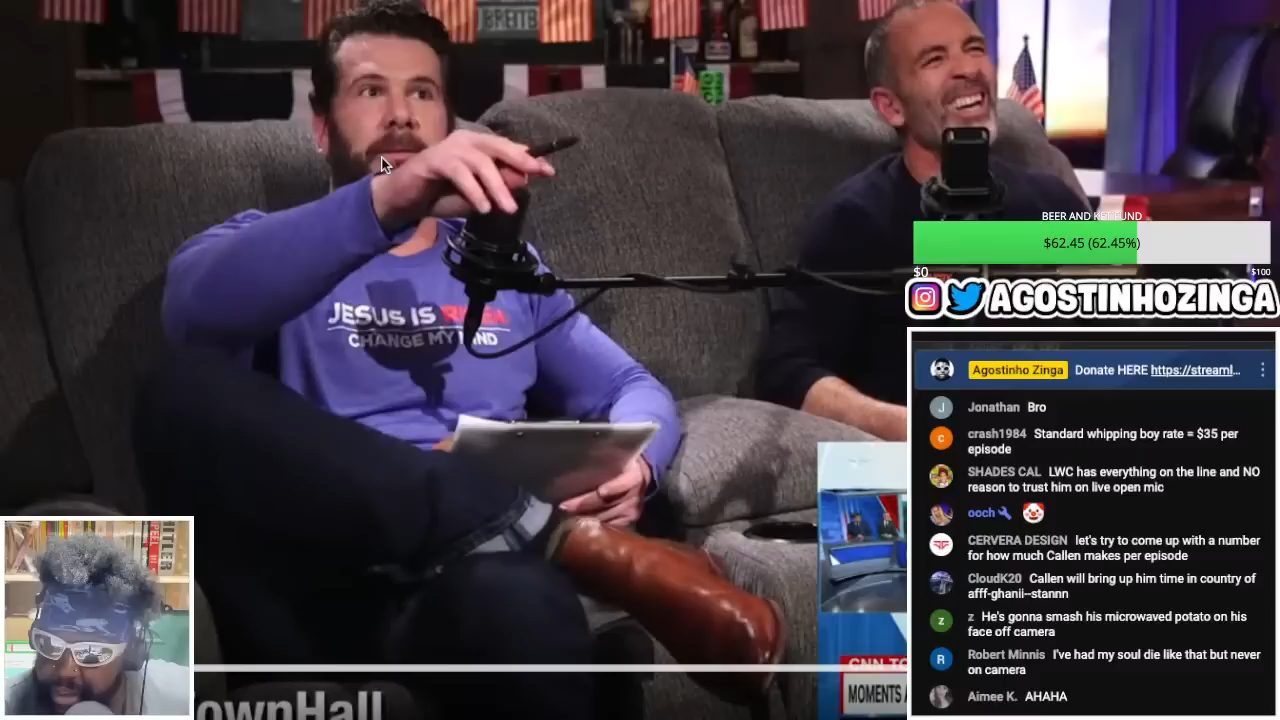 BREITB
JESUS IS
CHANGE MY MIND
BEER AND KET FUND
$62.45 (62.45%)
$0
$100
AGOSTINHOZINGA
Agostinho Zinga Donate HERE https://streaml...
Jonathan Bro
crash1984 Standard whipping boy rate = $35 per
episode
SHADES CAL LWC has everything on the line and NO
reason to trust him on live open mic
ooch
CERVERA DESIGN let's try to come up with a number
for how much Callen makes per episode
CloudK20 Callen will bring up him time in country of
afff-ghanii--stannn
z He's gonna smash his microwaved potato on his
face off camera
Robert Minnis I've had my soul die like that but never
on camera
Aimee K. AHAHA
CNN TO
MOMENTS A
ownHall